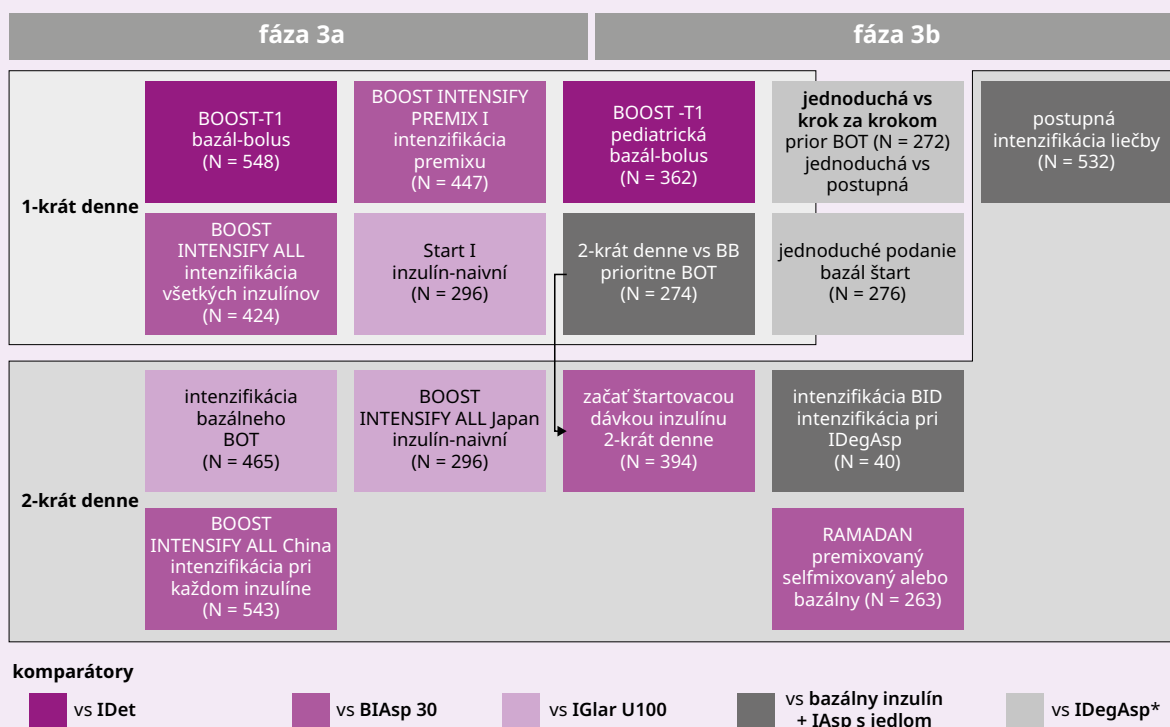 fáza 3a
fáza 3b
1-krát denne
BOOST-T1
bazál-bolus
(N = 548)
BOOST INTENSIFY
PREMIX I
intenzifikácia
premixu
(N = 447)
BOOST -T1
pediatrická
bazál-bolus
(N = 362)
jednoduchá vs
krok za krokom
prior BOT (N = 272)
jednoduchá vs
postupná
postupná
intenzifikácia liečby
(N = 532)
BOOST
INTENSIFY ALL
intenzifikácia
všetkých inzulínov
(N = 424)
Start I
inzulín-naivní
(N = 296)
2-krát denne vs BB
prioritne BOT
(N = 274)
jednoduché podanie
bazál štart
(N = 276)
2-krát denne
intenzifikácia
bazálneho
BOT
(N = 465)
BOOST
INTENSIFY ALL Japan
inzulín-naivní
(N = 296)
začať štartovacou
dávkou inzulínu
2-krát denne
(N = 394)
intenzifikácia BID
intenzifikácia pri
IDegAsp
(N = 40)
BOOST
INTENSIFY ALL China
intenzifikácia pri
každom inzulíne
(N = 543)
RAMADAN
premixovaný
selfmixovaný alebo
bazálny (N = 263)
komparátory
vs IDet
vs BIAsp 30
vs IGlar U100
vs bazálny inzulín
+ IAsp s jedlom
vs IDegAsp*